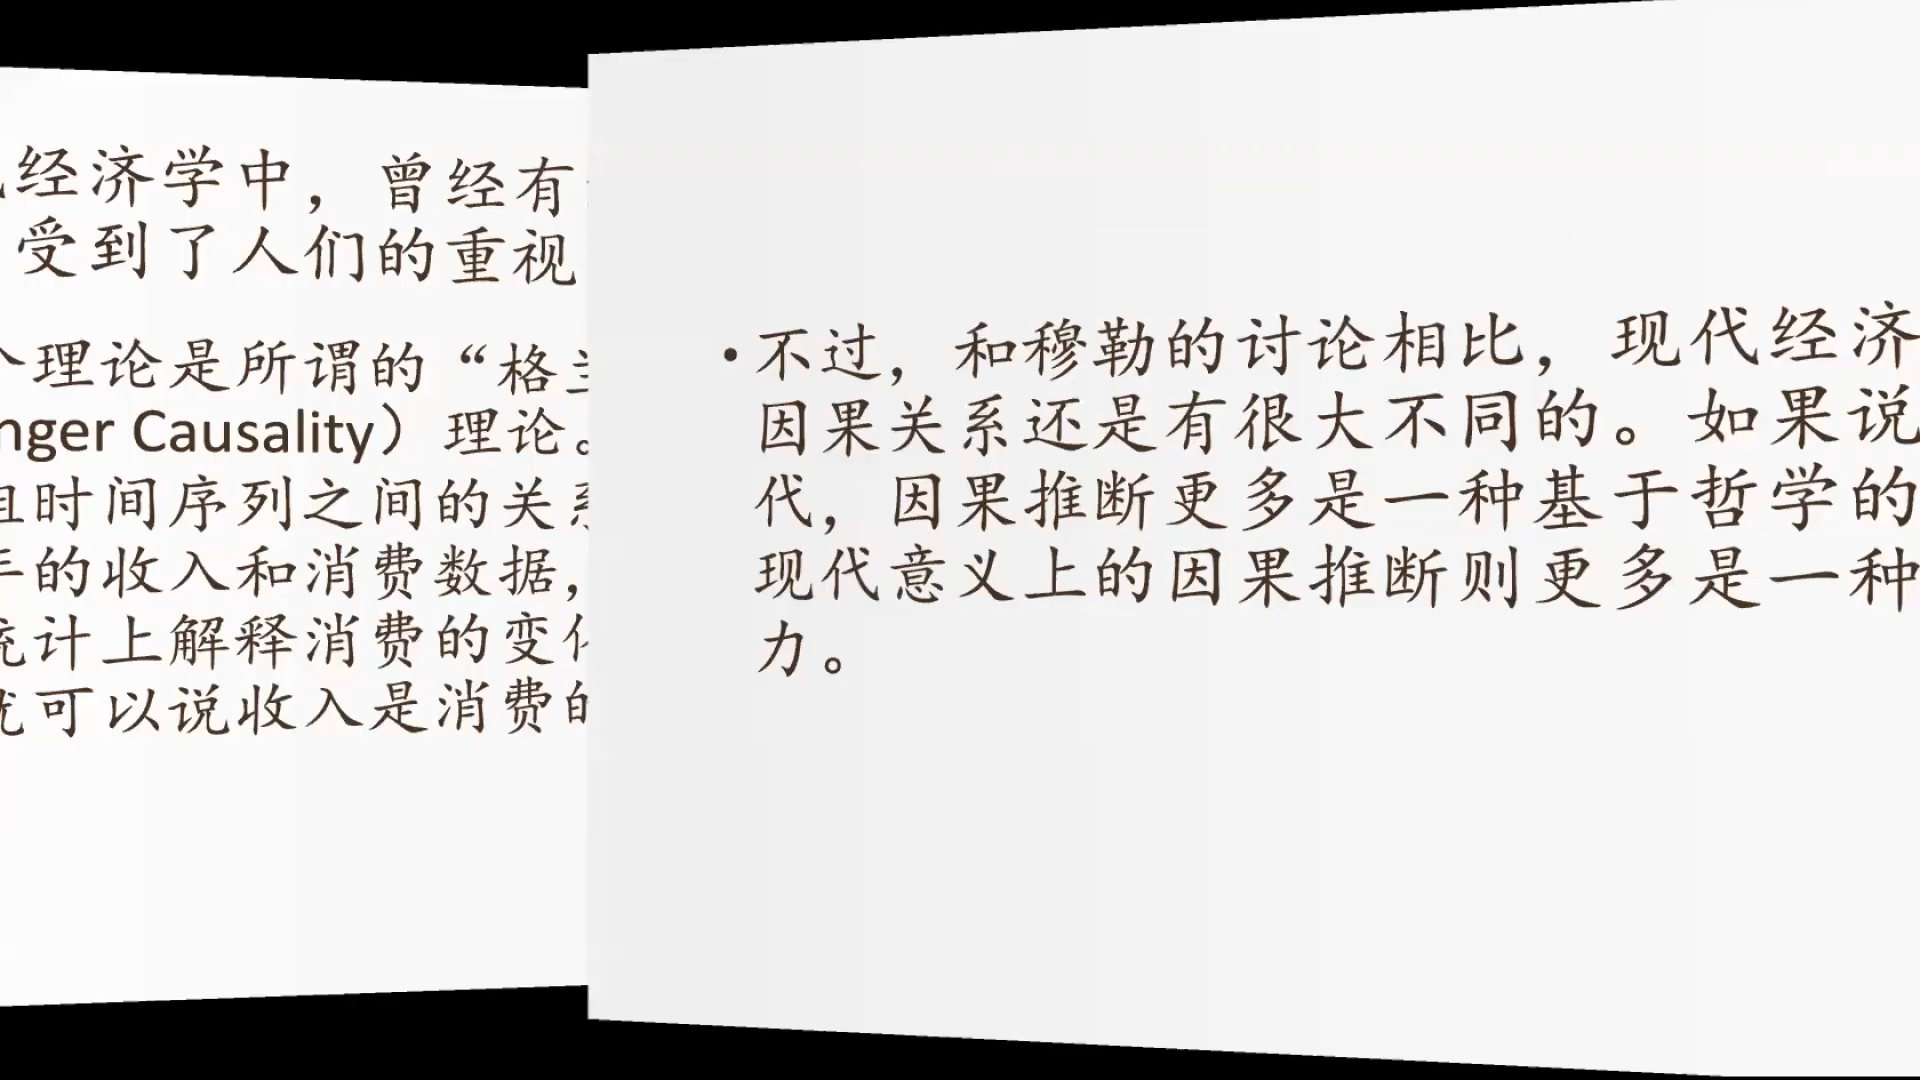 经济学中，曾经有
受到了人们的重视
理论是所谓的“格
nger Causality）理论。
时间序列之间的关
的收入和消费数据，
计上解释消费的变
可以说收入是消费的
• 不过，和穆勒的讨论相比，现代经济
因果关系还是有很大不同的。如果说
代，因果推断更多是一种基于哲学的
现代意义上的因果推断则更多是一种
力。